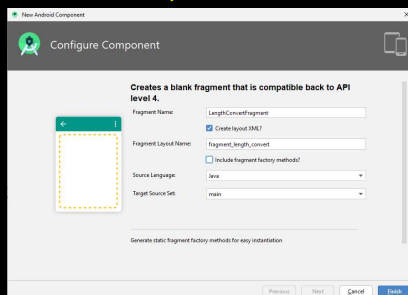 New Android Component
Configure Component
Creates a blank fragment that is compatible back to API
level 4.
Fragment Name:
LengthConvertFragment
Create layout XML?
Fragment Layout Name:
fragment_length_convert
Include fragment factory methods?
Source Language:
Java
Target Source Set:
main
Generate static fragment factory methods for easy instantiation
Previous
Next
Cancel
Finish